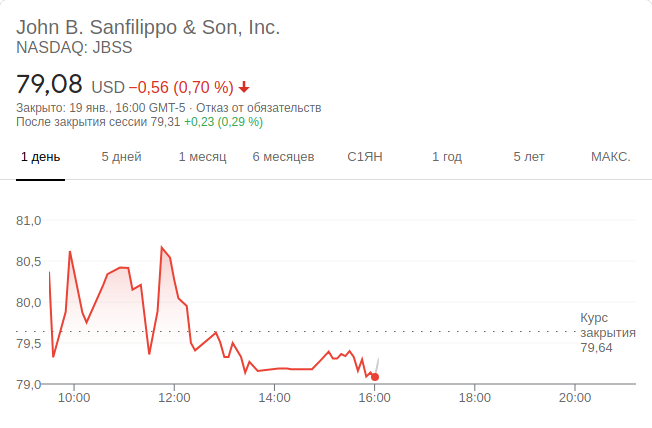 John B. Sanfilippo & Son, Inc.
NASDAQ: JBSS
79,08 USD −0,56 (0,70 %)
Закрыто: 19 янв., 16:00 GMT-5 · Отказ от обязательств
После закрытия сессии 79,31 +0,23 (0,29 %)
1 день 5 дней 1 месяц 6 месяцев С1ЯН 1 год 5 лет МАКС.
81,0
80,5
80,0
Курс
закрытия
79,64
79,5
79,0
10:00 12:00 14:00 16:00 18:00 20:00